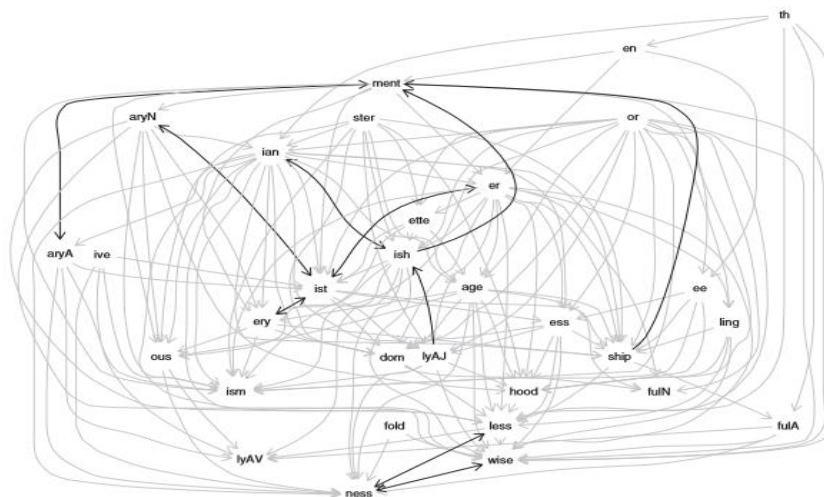 th
en
ment
aryN ster or
ian
er
ette
aryA ive ish
ist age ee
ery ess ling
ous dom lyAJ ship
ism hood fulN
fold less fulA
lyAV wise
ness